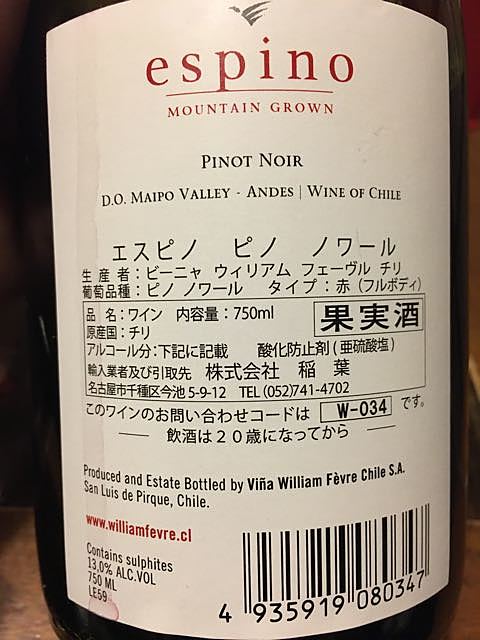 espino
MOUNTAIN GROWN
PINOT NOIR
D.O. MAIPO VALLEY - ANDES | WINE OF CHILE
エスピノ ピノ ノワール
生産者：ビーニャ ウィリアム フェーヴル チリ
葡萄品種：ピノ ノワール タイプ：赤（フルボディ）
品名：ワイン 内容量：750ml 果実酒
原産国：チリ
アルコール分：下記に記載 酸化防止剤（亜硫酸塩）
輸入業者及び引取先 株式会社 稲葉
名古屋市千種区今池5-9-12 TEL (052)741-4702
このワインのお問い合わせコードは W-034 です。
飲酒は２０歳になってから
Produced and Estate Bottled by Viña William Fèvre Chile S.A.
San Luis de Pirque, Chile.
www.williamfevre.cl
Contains sulphites
13,0% ALC.VOL
750 ML
LE59
4 935919 080347